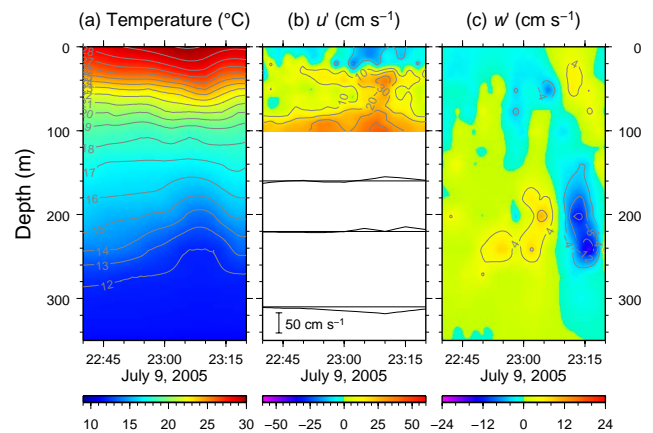 (a) Temperature (°C)
(b) u' (cm s⁻¹)
(c) w' (cm s⁻¹)
Depth (m)
0
100
200
300
0
100
200
300
20
19
18
17
16
15
14
13
12
10
20
4
4
4
50 cm s⁻¹
22:45 23:00 23:15
22:45 23:00 23:15
22:45 23:00 23:15
July 9, 2005
July 9, 2005
July 9, 2005
10 15 20 25 30
−50 −25 0 25 50
−24 −12 0 12 24